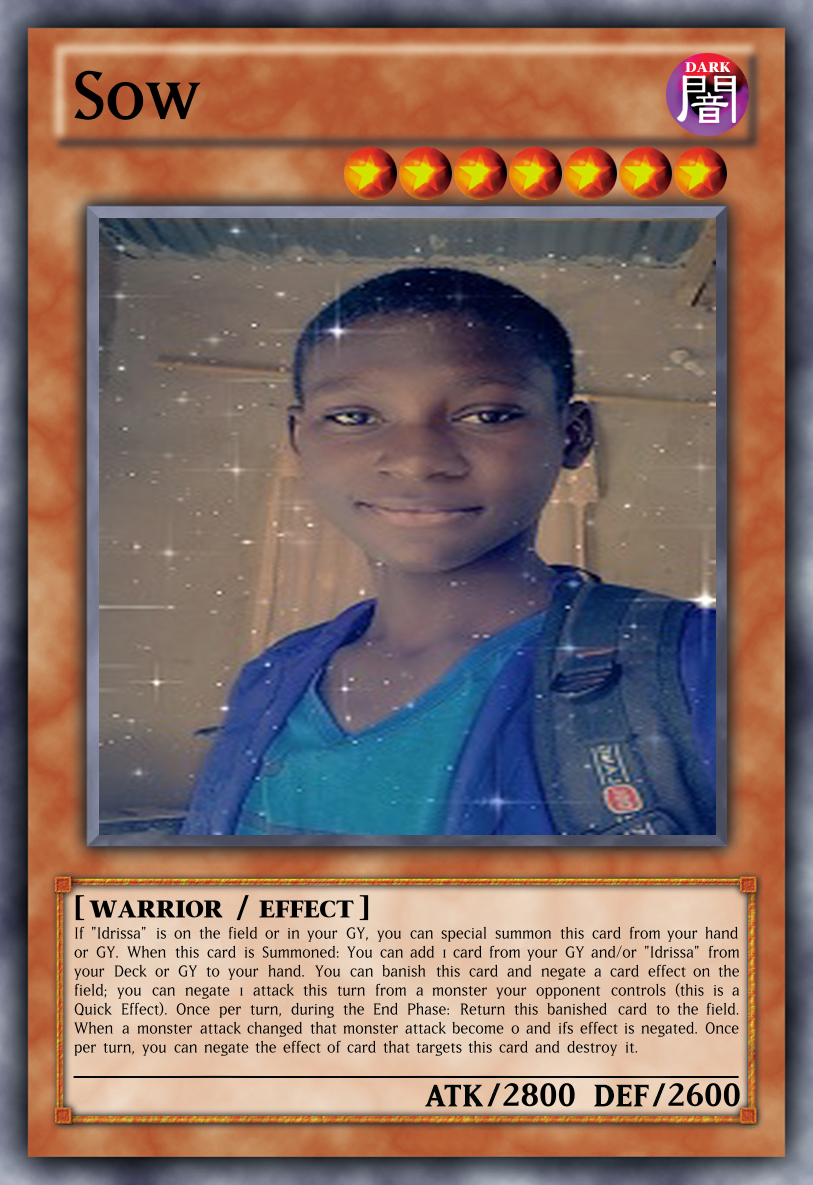 Sow
DARK
闇
[ WARRIOR / EFFECT ]
If "Idrissa" is on the field or in your GY, you can special summon this card from your hand
or GY. When this card is Summoned: You can add 1 card from your GY and/or "Idrissa" from
your Deck or GY to your hand. You can banish this card and negate a card effect on the
field; you can negate 1 attack this turn from a monster your opponent controls (this is a
Quick Effect). Once per turn, during the End Phase: Return this banished card to the field.
When a monster attack changed that monster attack become 0 and ifs effect is negated. Once
per turn, you can negate the effect of card that targets this card and destroy it.
ATK/2800 DEF/2600